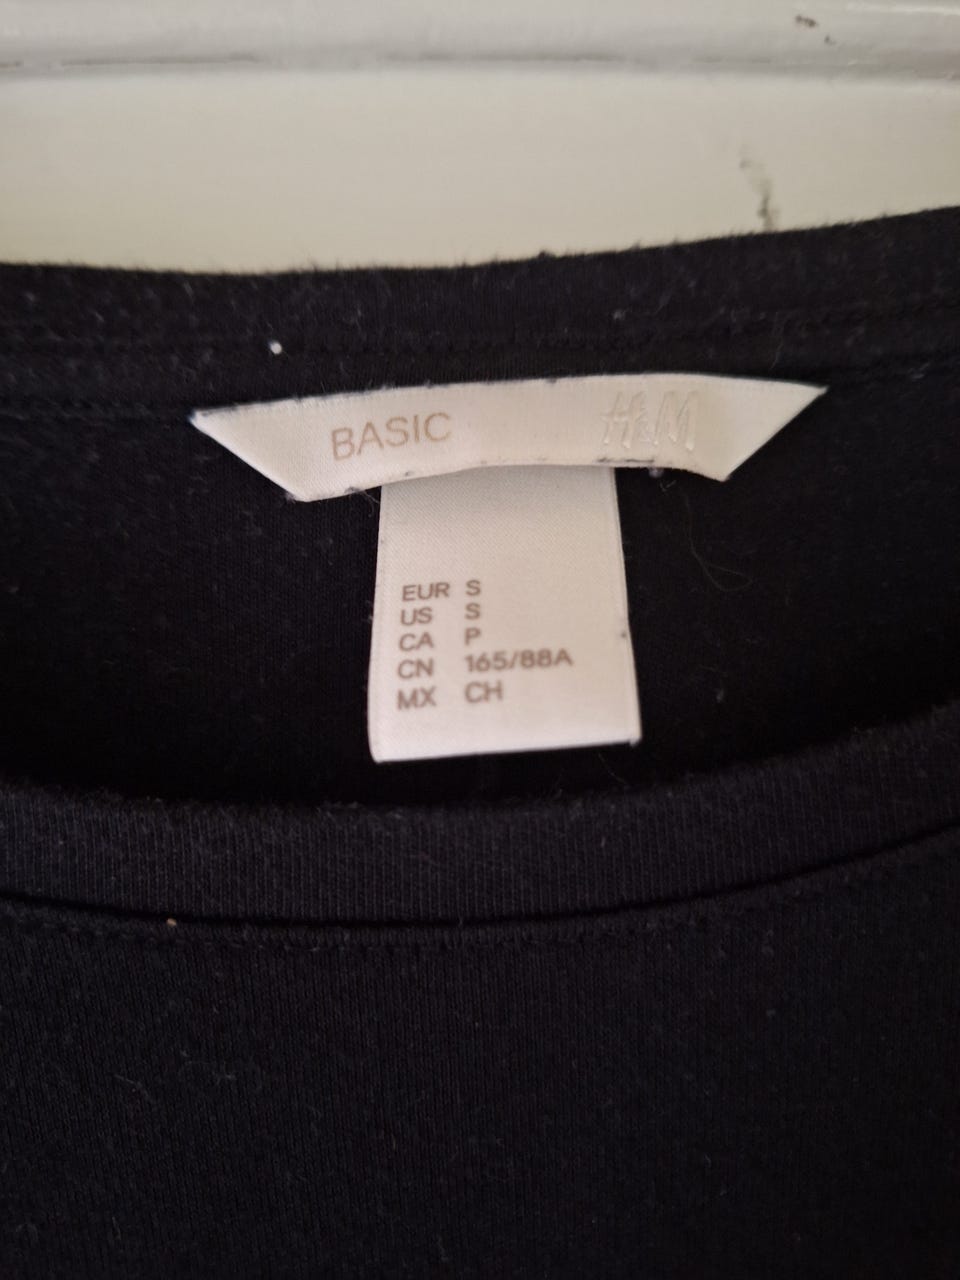 BASIC H&M
EUR S
US S
CA P
CN 165/88A
MX CH